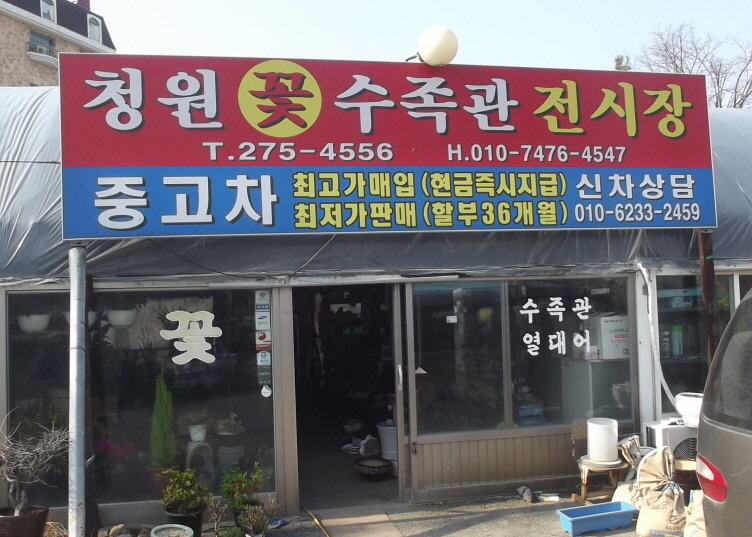 청원 꽃 수족관 전시장
T.275-4556 H.010-7476-4547
중고차 최고가매입 (현금즉시지급) 신차상담
최저가판매 (할부36개월) 010-6233-2459
꽃
수족관
열대어